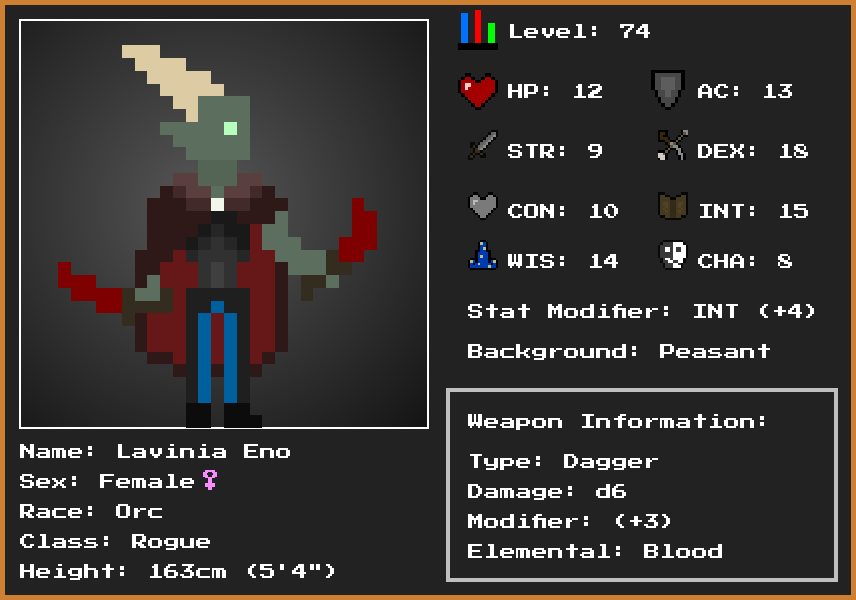 Level: 74
HP: 12 AC: 13
STR: 9 DEX: 18
CON: 10 INT: 15
WIS: 14 CHA: 8
Stat Modifier: INT (+4)
Background: Peasant
Weapon Information:
Type: Dagger
Damage: d6
Modifier: (+3)
Elemental: Blood
Name: Lavinia Eno
Sex: Female♀
Race: Orc
Class: Rogue
Height: 163cm (5'4")